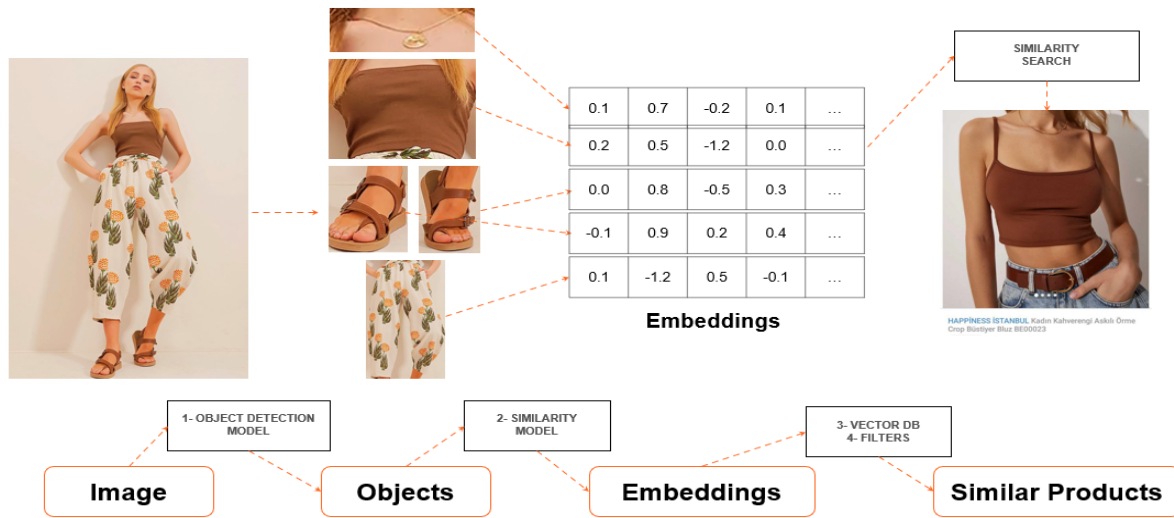 SIMILARITY
SEARCH
0.1 0.7 -0.2 0.1 ...
0.2 0.5 -1.2 0.0 ...
0.0 0.8 -0.5 0.3 ...
-0.1 0.9 0.2 0.4 ...
0.1 -1.2 0.5 -0.1 ...
Embeddings
HAPPİNESS İSTANBUL Kadın Kahverengi Askılı Örme
Crop Büstiyer Bluz BE00023
1- OBJECT DETECTION
MODEL
2- SIMILARITY
MODEL
3- VECTOR DB
4- FILTERS
Image
Objects
Embeddings
Similar Products